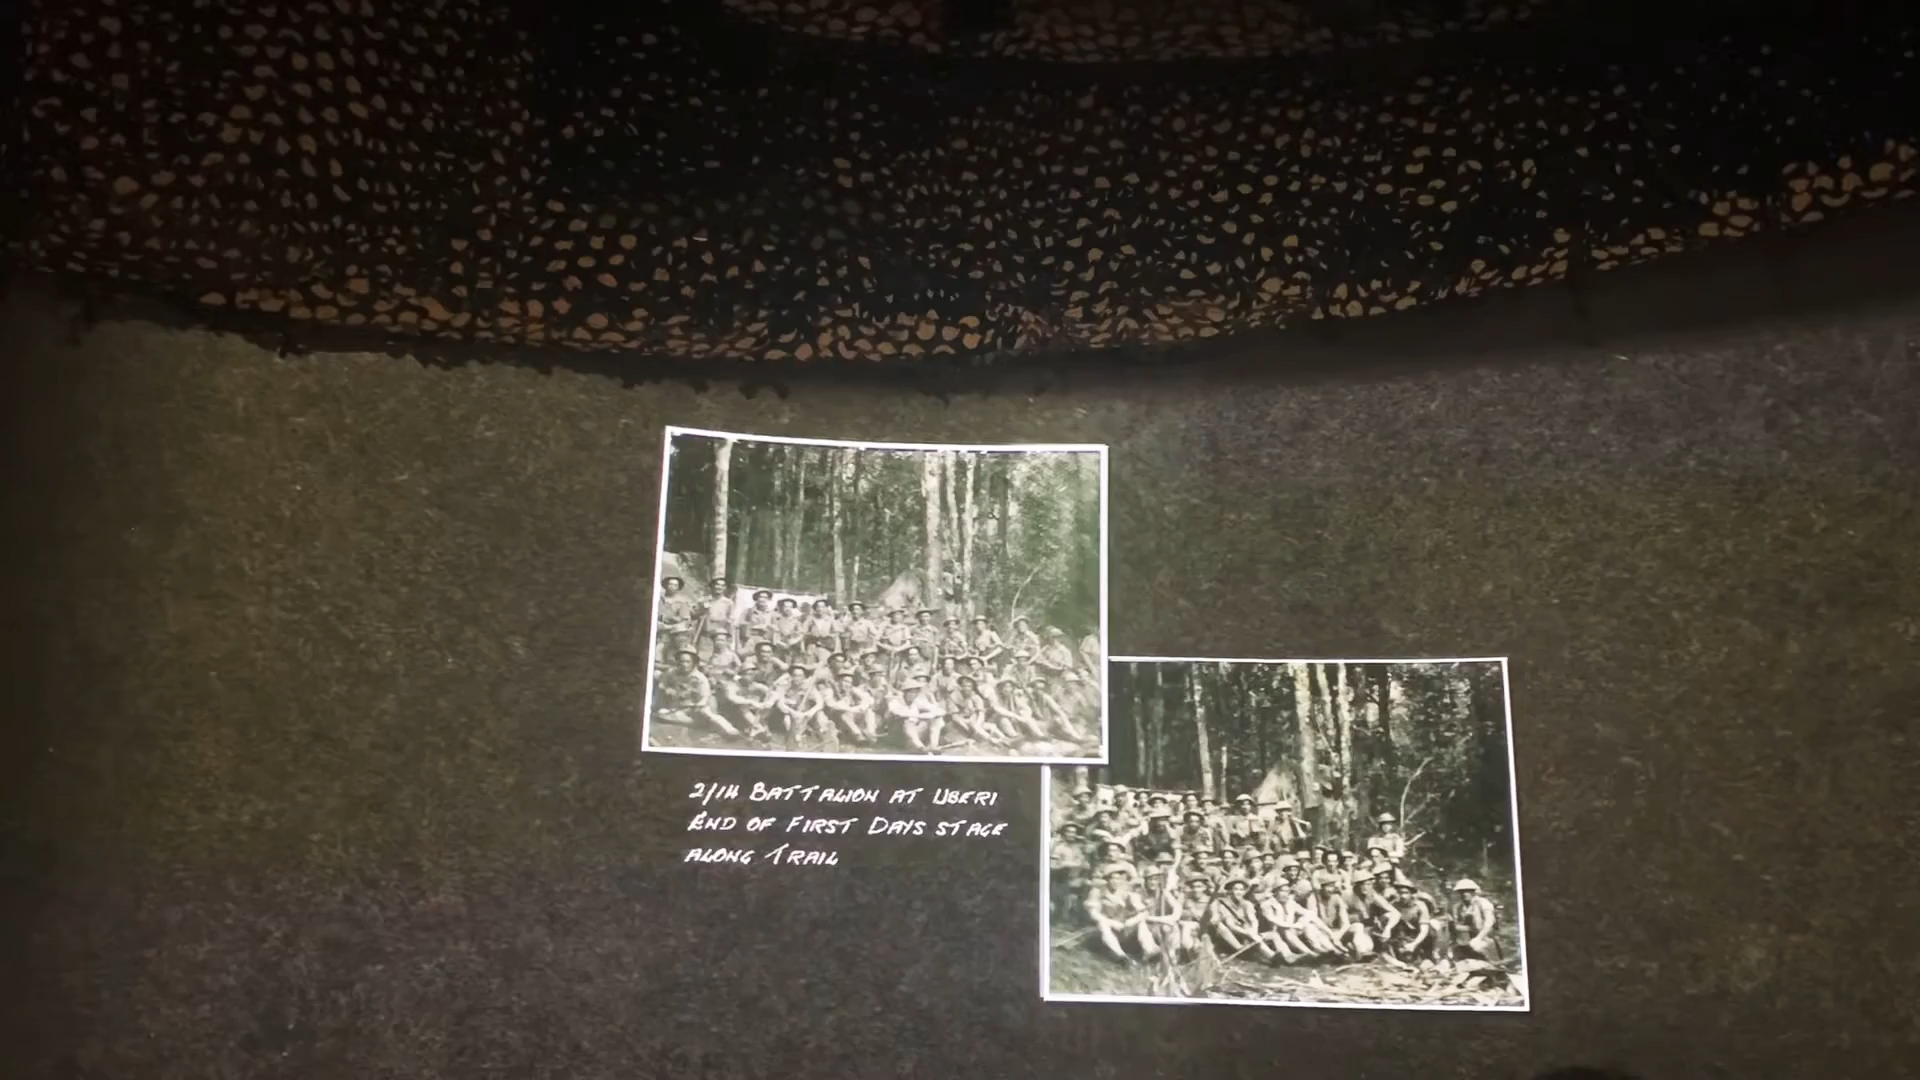 2/14 BATTALION AT UBERI
END OF FIRST DAYS STAGE
ALONG TRAIL